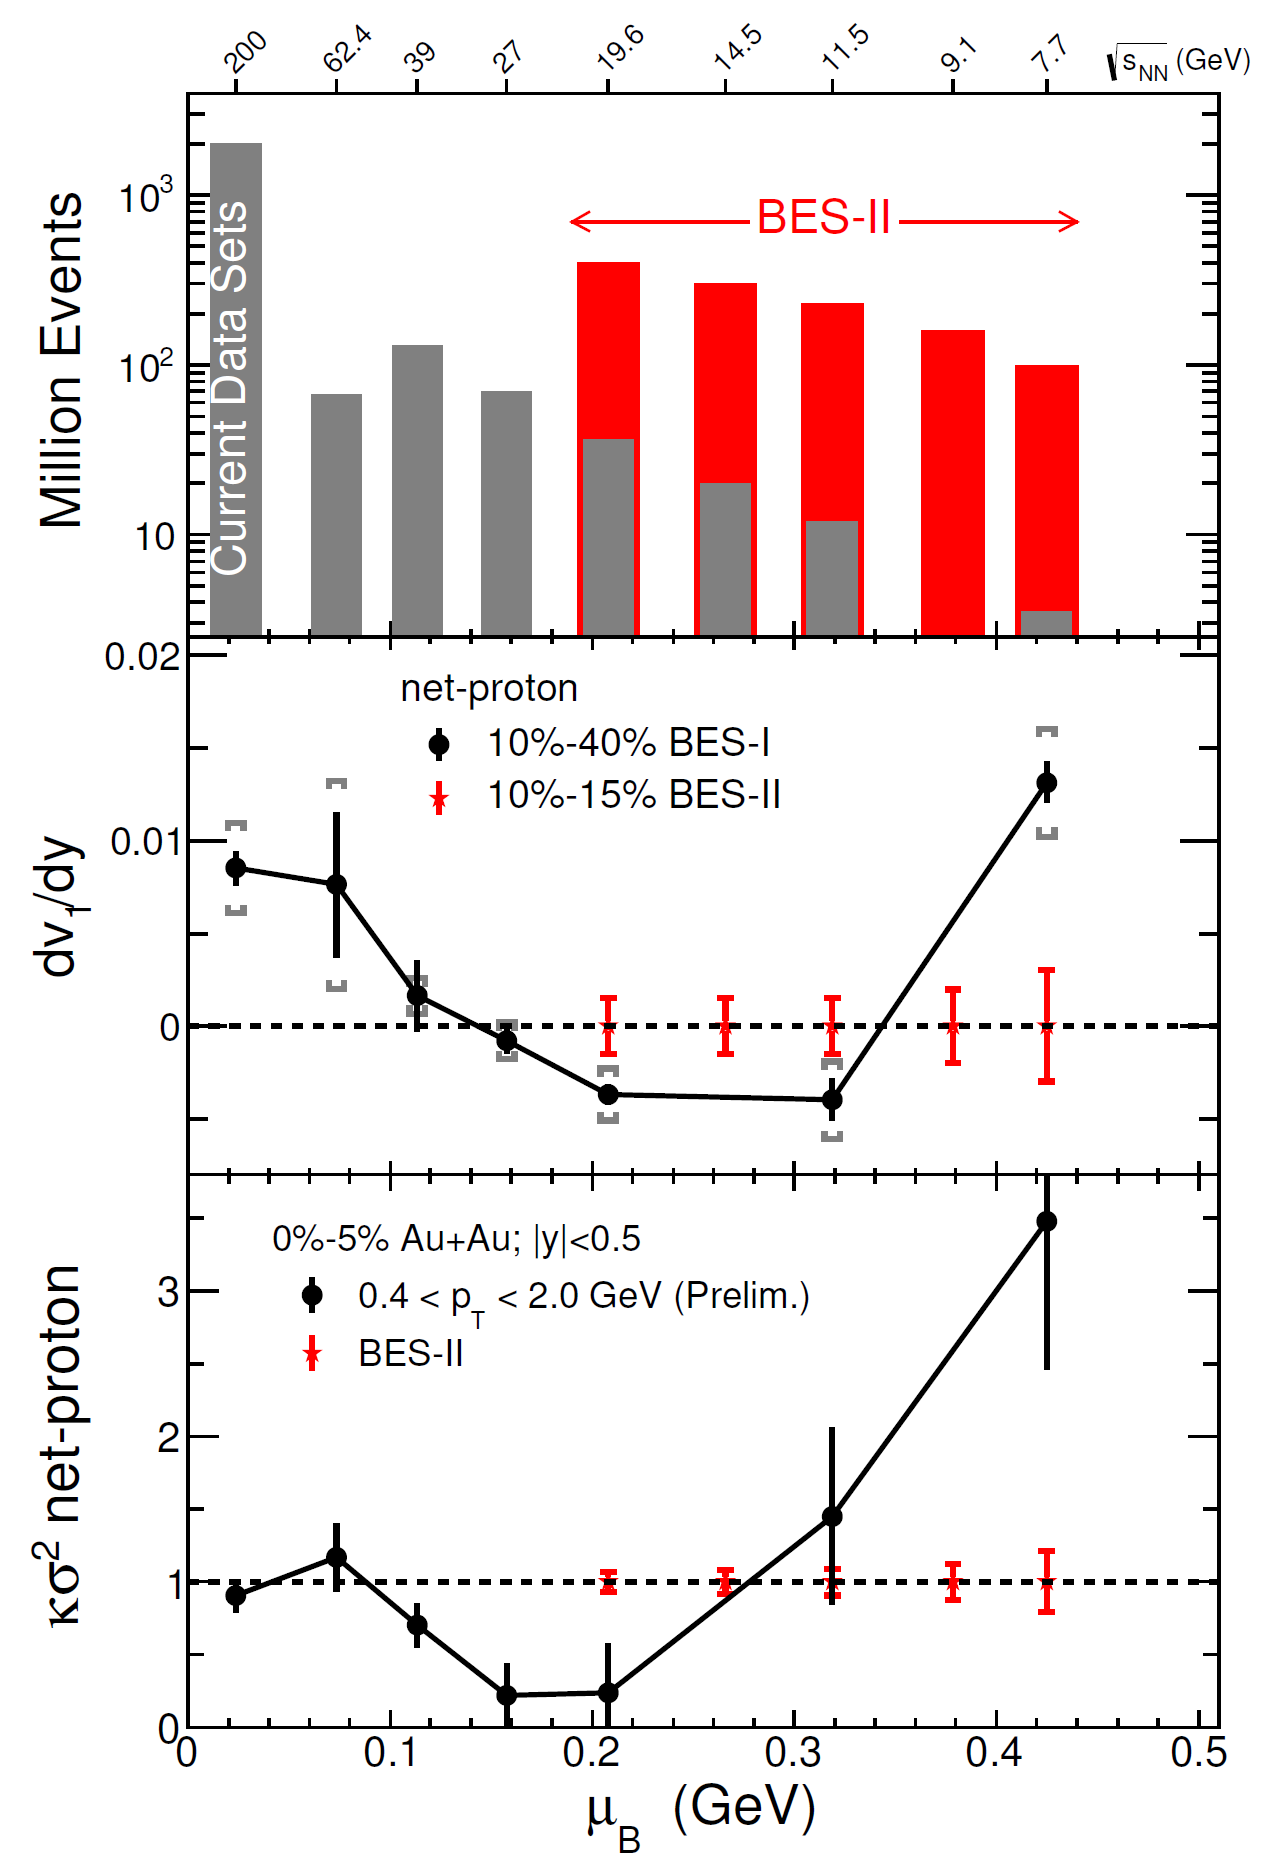 200 62.4 39 27 19.6 14.5 11.5 9.1 7.7 √sNN (GeV)
Million Events
10³
10²
10
Current Data Sets
BES-II
dv₁/dy
0.02
0.01
0
net-proton
10%-40% BES-I
10%-15% BES-II
κσ² net-proton
3
2
1
0
0%-5% Au+Au; |y|<0.5
0.4 < pT < 2.0 GeV (Prelim.)
BES-II
0 0.1 0.2 0.3 0.4 0.5
μB (GeV)